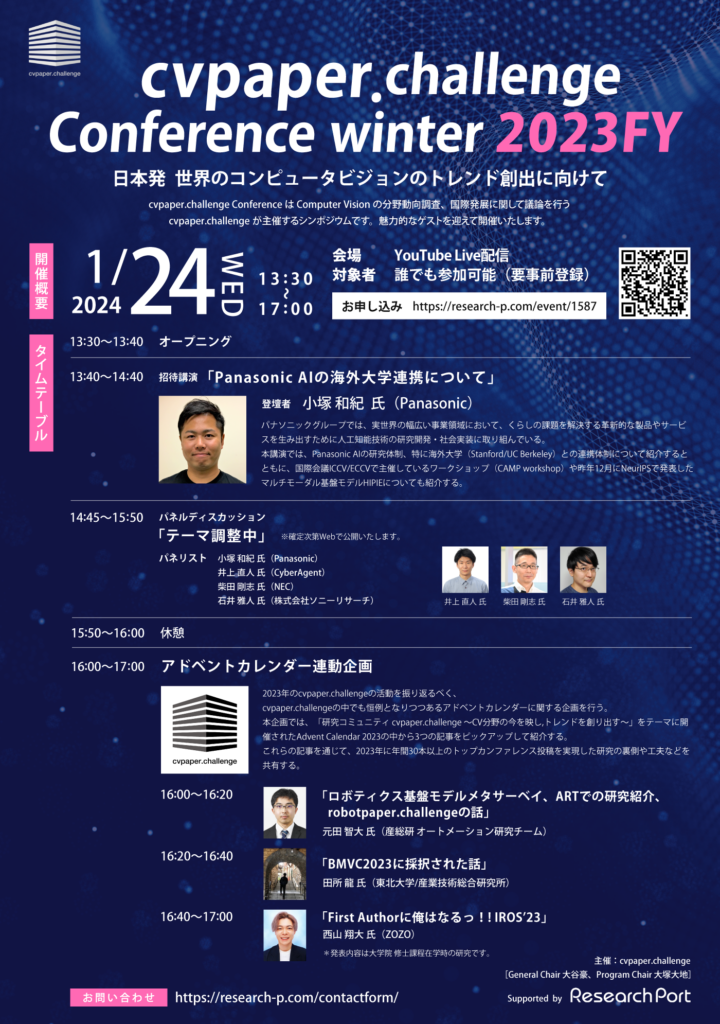 cvpaper.challenge
cvpaper.challenge
Conference winter 2023FY
日本発 世界のコンピュータビジョンのトレンド創出に向けて
cvpaper.challenge Conference は Computer Vision の分野動向調査、国際発展に関して議論を行う
cvpaper.challenge が主催するシンポジウムです。魅力的なゲストを迎えて開催いたします。
開催概要
1/24 WED
2024
13:30
〜
17:00
会場 YouTube Live配信
対象者 誰でも参加可能（要事前登録）
お申し込み https://research-p.com/event/1587
タイムテーブル
13:30〜13:40 オープニング
13:40〜14:40 招待講演「Panasonic AIの海外大学連携について」
登壇者 小塚 和紀 氏（Panasonic）
パナソニックグループでは、実世界の幅広い事業領域において、くらしの課題を解決する革新的な製品やサービ
スを生み出すために人工知能技術の研究開発・社会実装に取り組んでいる。
本講演では、Panasonic AIの研究体制、特に海外大学（Stanford/UC Berkeley）との連携体制について紹介すると
ともに、国際会議ICCV/ECCVで主催しているワークショップ（CAMP workshop）や昨年12月にNeurIPSで発表した
マルチモーダル基盤モデルHIPIEについても紹介する。
14:45〜15:50 パネルディスカッション
「テーマ調整中」 ※確定次第Webで公開いたします。
パネリスト 小塚 和紀 氏（Panasonic）
井上 直人 氏（CyberAgent）
柴田 剛志 氏（NEC）
石井 雅人 氏（株式会社ソニーリサーチ）
井上 直人 氏 柴田 剛志 氏 石井 雅人 氏
15:50〜16:00 休憩
16:00〜17:00 アドベントカレンダー連動企画
cvpaper.challenge
2023年のcvpaper.challengeの活動を振り返るべく、
cvpaper.challengeの中でも恒例となりつつあるアドベントカレンダーに関する企画を行う。
本企画では、「研究コミュニティ cvpaper.challenge 〜CV分野の今を映し,トレンドを創り出す〜」をテーマに開
催されたAdvent Calendar 2023の中から3つの記事をピックアップして紹介する。
これらの記事を通じて、2023年に年間30本以上のトップカンファレンス投稿を実現した研究の裏側や工夫などを
共有する。
16:00〜16:20 「ロボティクス基盤モデルメタサーベイ、ARTでの研究紹介、
robotpaper.challengeの話」
元田 智大 氏（産総研 オートメーション研究チーム）
16:20〜16:40 「BMVC2023に採択された話」
田所 龍 氏（東北大学/産業技術総合研究所）
16:40〜17:00 「First Authorに俺はなるっ！！IROS’23」
西山 翔大 氏（ZOZO）
＊発表内容は大学院 修士課程在学時の研究です。
主催：cvpaper.challenge
［General Chair 大谷豪、Program Chair 大塚大地］
お問い合わせ https://research-p.com/contactform/
Supported by ResearchPort